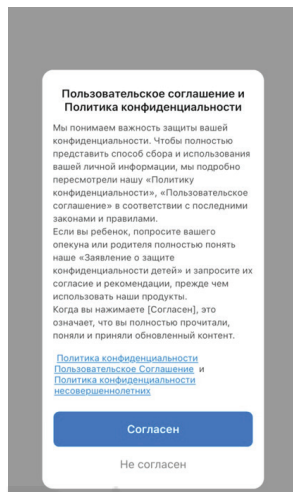 Пользовательское соглашение и
Политика конфиденциальности
Мы понимаем важность защиты вашей
конфиденциальности. Чтобы полностью
представить способ сбора и использования
вашей личной информации, мы подробно
пересмотрели нашу «Политику
конфиденциальности», «Пользовательское
соглашение» в соответствии с последними
законами и правилами.
Если вы ребенок, попросите вашего
опекуна или родителя полностью понять
наше «Заявление о защите
конфиденциальности детей» и запросите их
согласие и рекомендации, прежде чем
использовать наши продукты.
Когда вы нажимаете [Согласен], это
означает, что вы полностью прочитали,
поняли и приняли обновленный контент.
Политика конфиденциальности
Пользовательское Соглашение и
Политика конфиденциальности
несовершеннолетних
Согласен
Не согласен